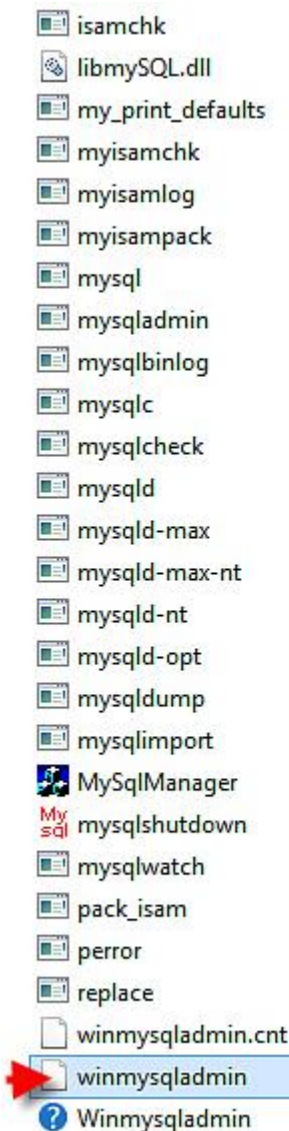 isamchk
libmySQL.dll
my_print_defaults
myisamchk
myisamlog
myisampack
mysql
mysqladmin
mysqlbinlog
mysqlc
mysqlcheck
mysqld
mysqld-max
mysqld-max-nt
mysqld-nt
mysqld-opt
mysqldump
mysqlimport
MySqlManager
My
sql
mysqlshutdown
mysqlwatch
pack_isam
perror
replace
winmysqladmin.cnt
winmysqladmin
Winmysqladmin